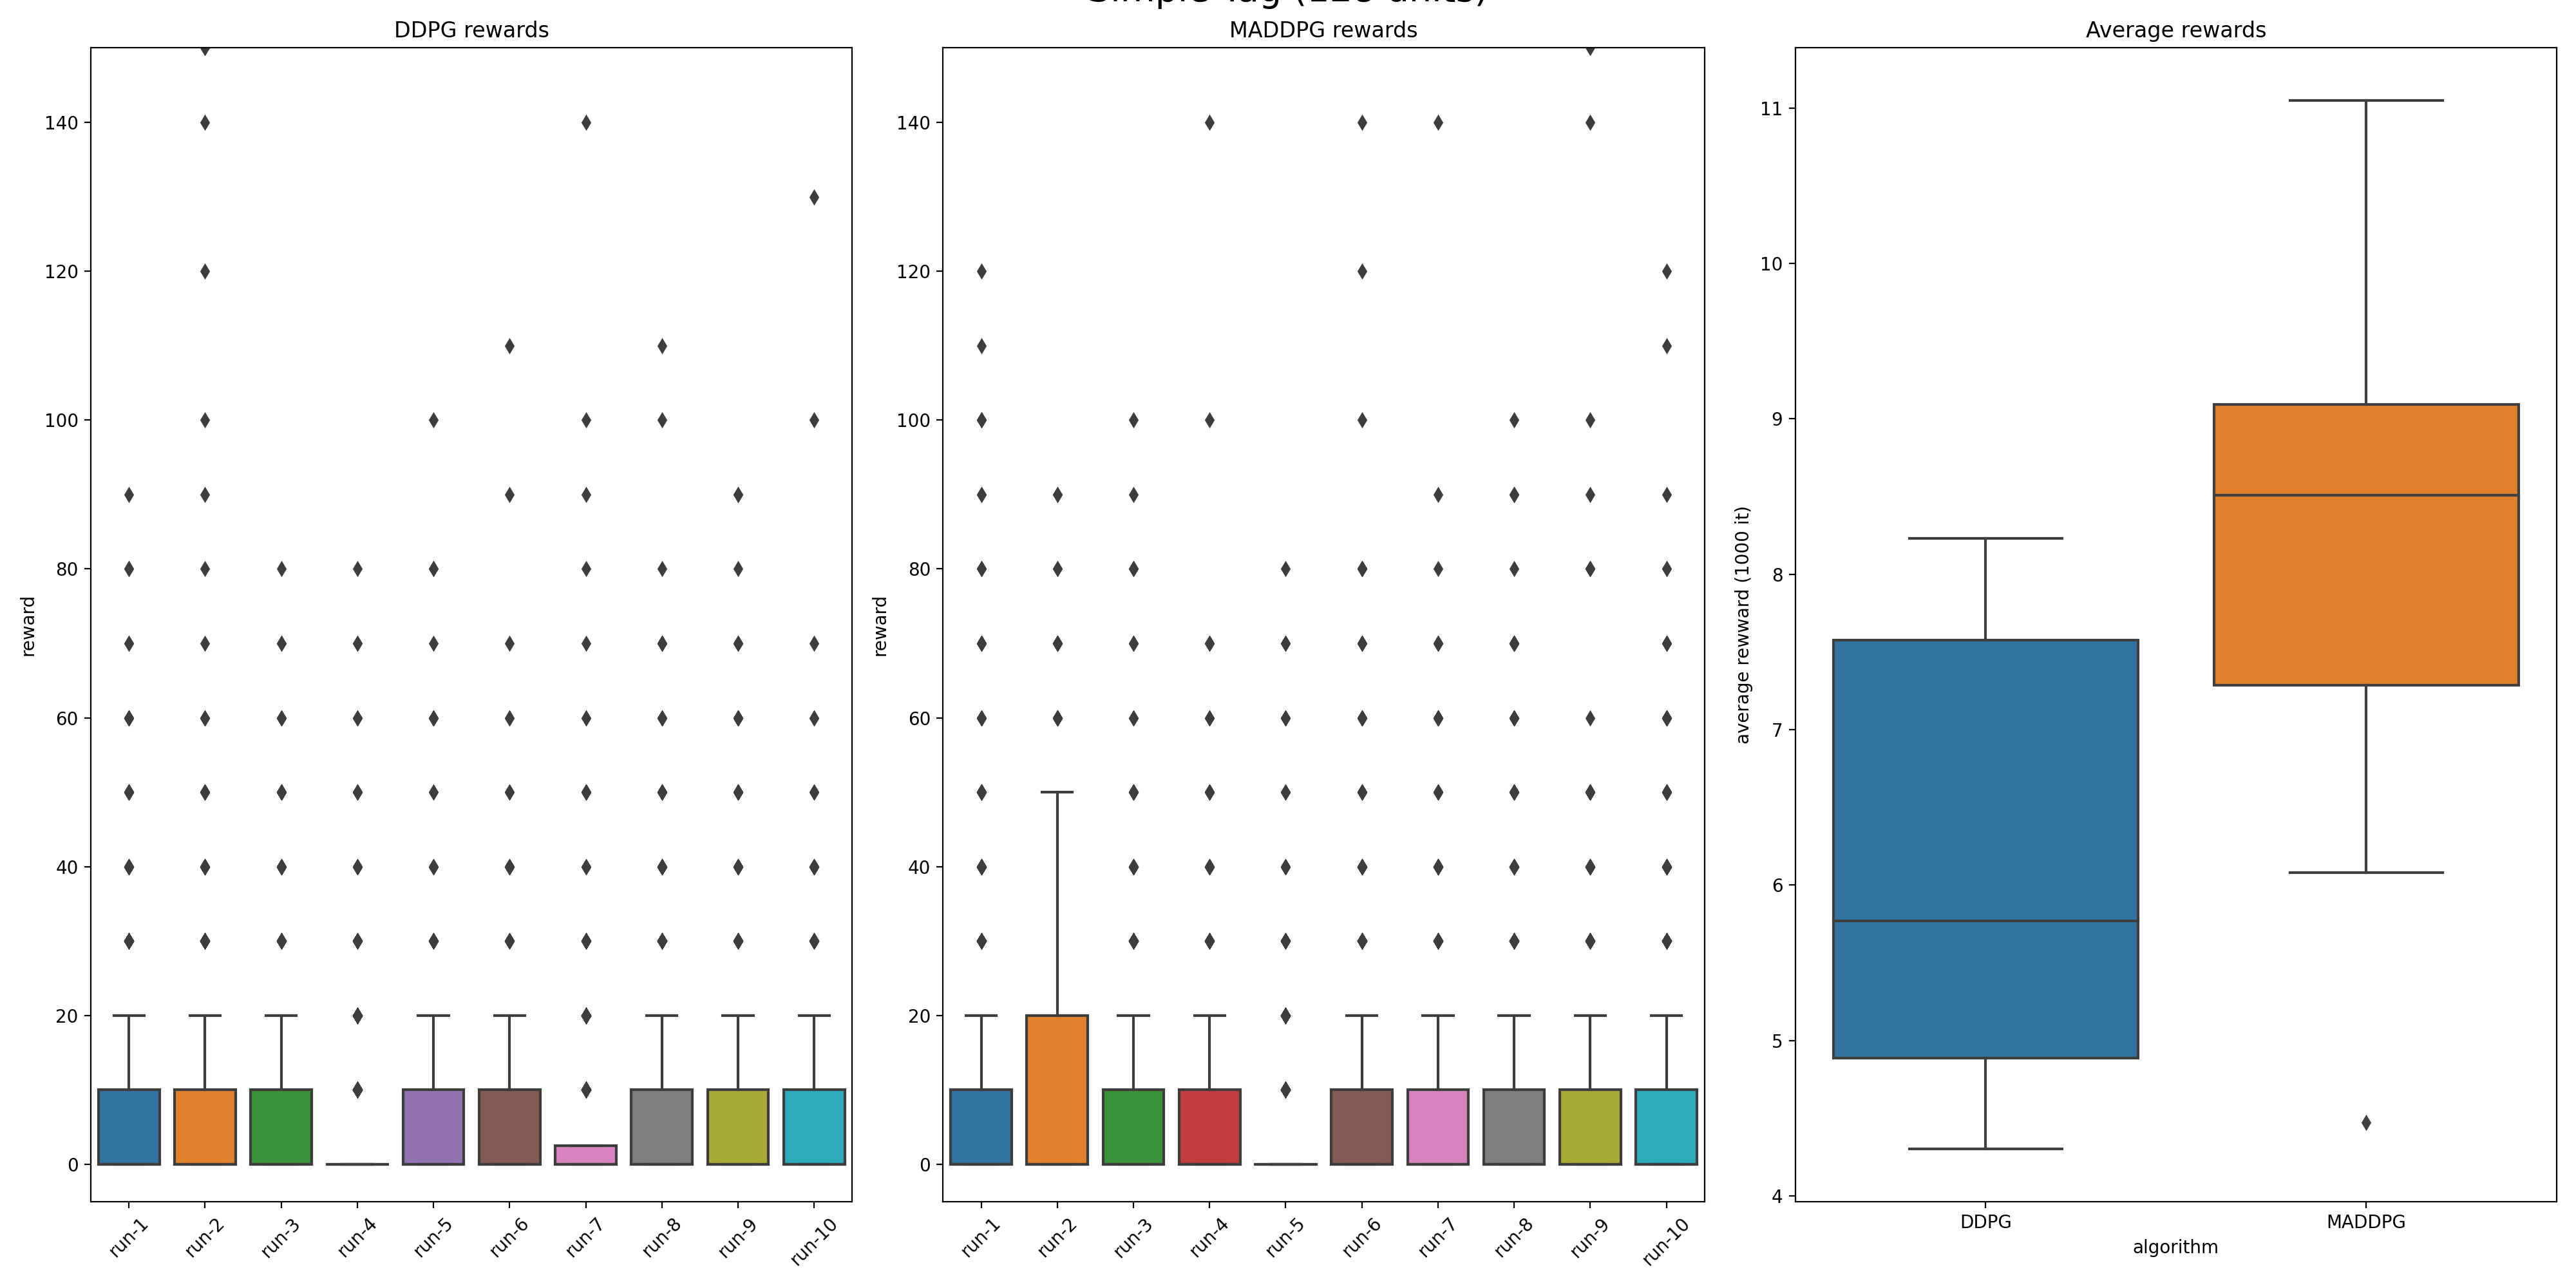 Simple Tag units)
DDPG rewards
reward
140
120
100
80
60
40
20
0
run-1 run-2 run-3 run-4 run-5 run-6 run-7 run-8 run-9 run-10
MADDPG rewards
reward
140
120
100
80
60
40
20
0
run-1 run-2 run-3 run-4 run-5 run-6 run-7 run-8 run-9 run-10
Average rewards
average rewward (1000 it)
11
10
9
8
7
6
5
4
DDPG MADDPG
algorithm